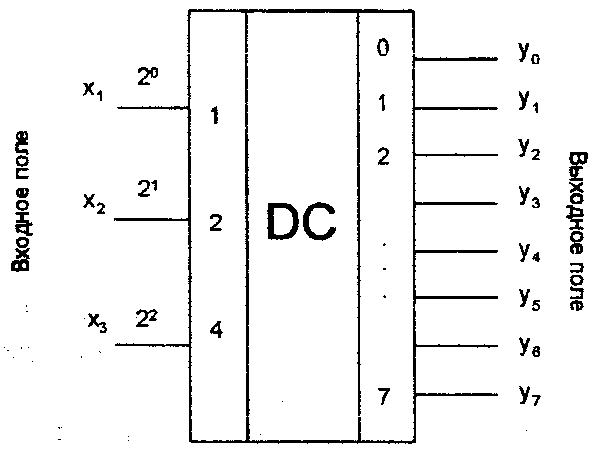 Входное поле
x₁ 2⁰
x₂ 2¹
x₃ 2²
1
2
4
DC
0
1
2
.
.
.
7
y₀
y₁
y₂
y₃
y₄
y₅
y₆
y₇
Выходное поле